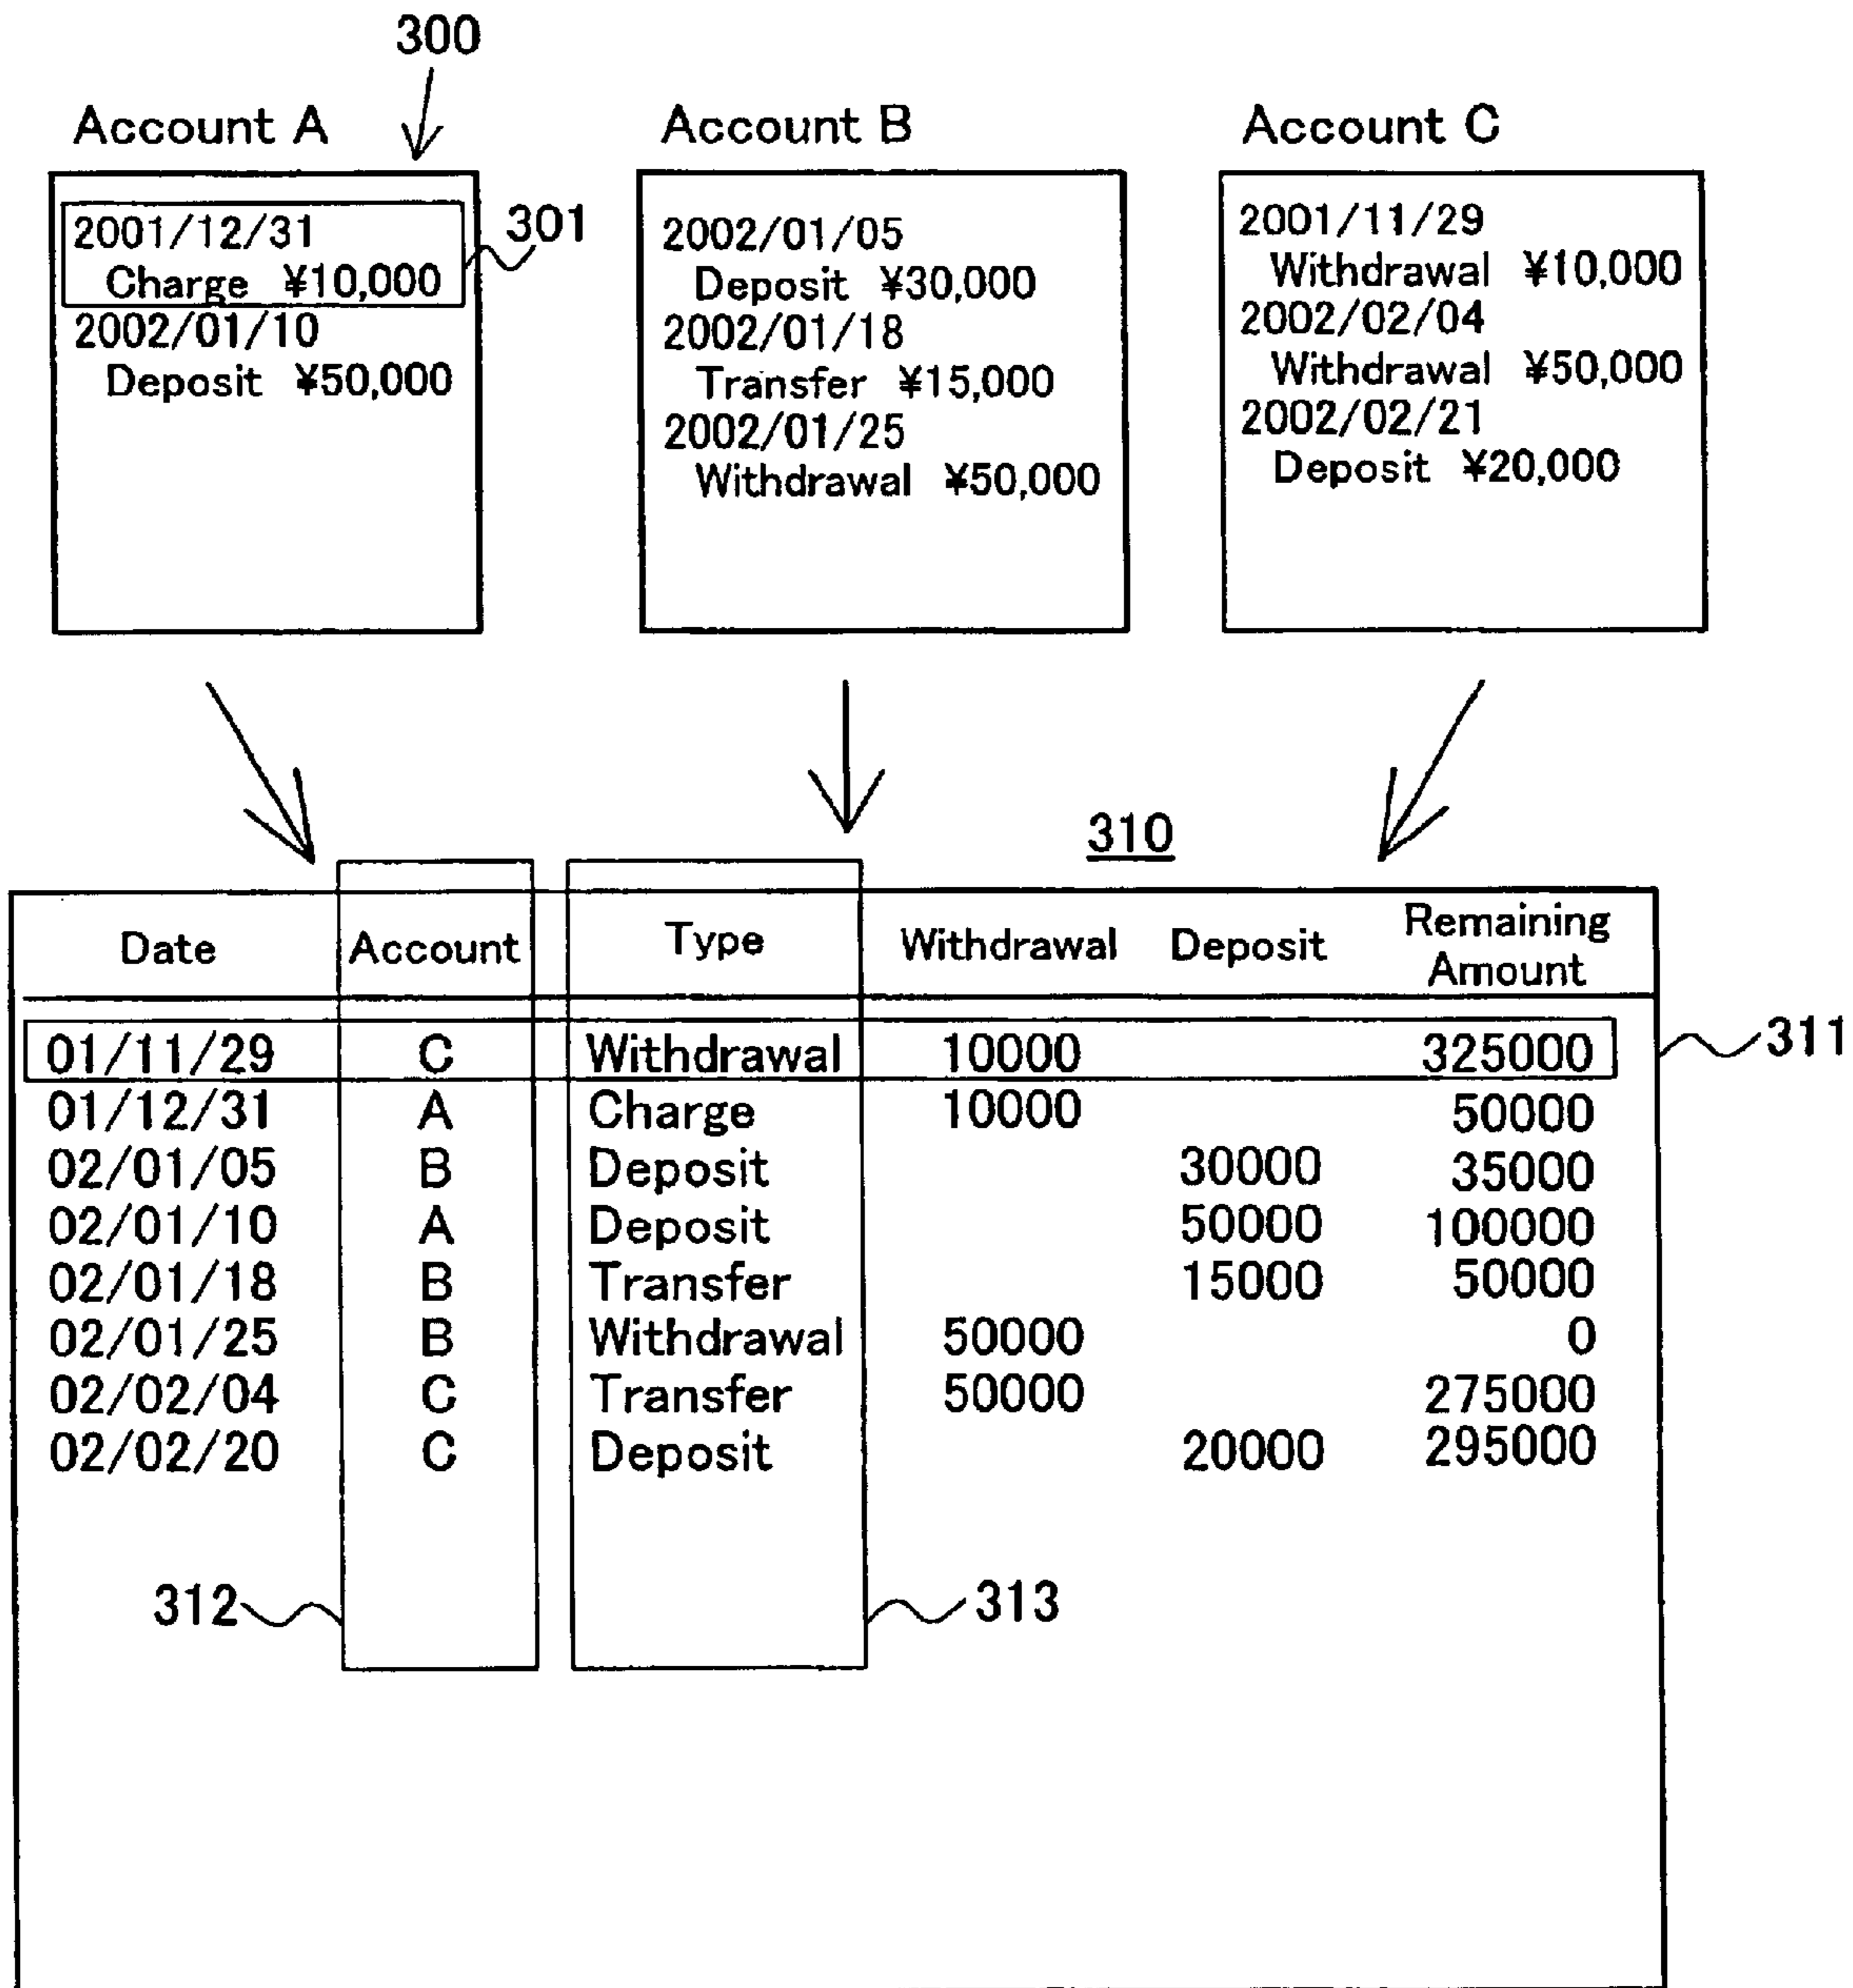 300
Account A
Account B
Account C
2001/12/31
Charge ¥10,000
2002/01/10
Deposit ¥50,000
301
2002/01/05
Deposit ¥30,000
2002/01/18
Transfer ¥15,000
2002/01/25
Withdrawal ¥50,000
2001/11/29
Withdrawal ¥10,000
2002/02/04
Withdrawal ¥50,000
2002/02/21
Deposit ¥20,000
310
Date Account Type Withdrawal Deposit Remaining Amount
01/11/29 C Withdrawal 10000 325000
311
01/12/31 A Charge 10000 50000
02/01/05 B Deposit 30000 35000
02/01/10 A Deposit 50000 100000
02/01/18 B Transfer 15000 50000
02/01/25 B Withdrawal 50000 0
02/02/04 C Transfer 50000 275000
02/02/20 C Deposit 20000 295000
312
313